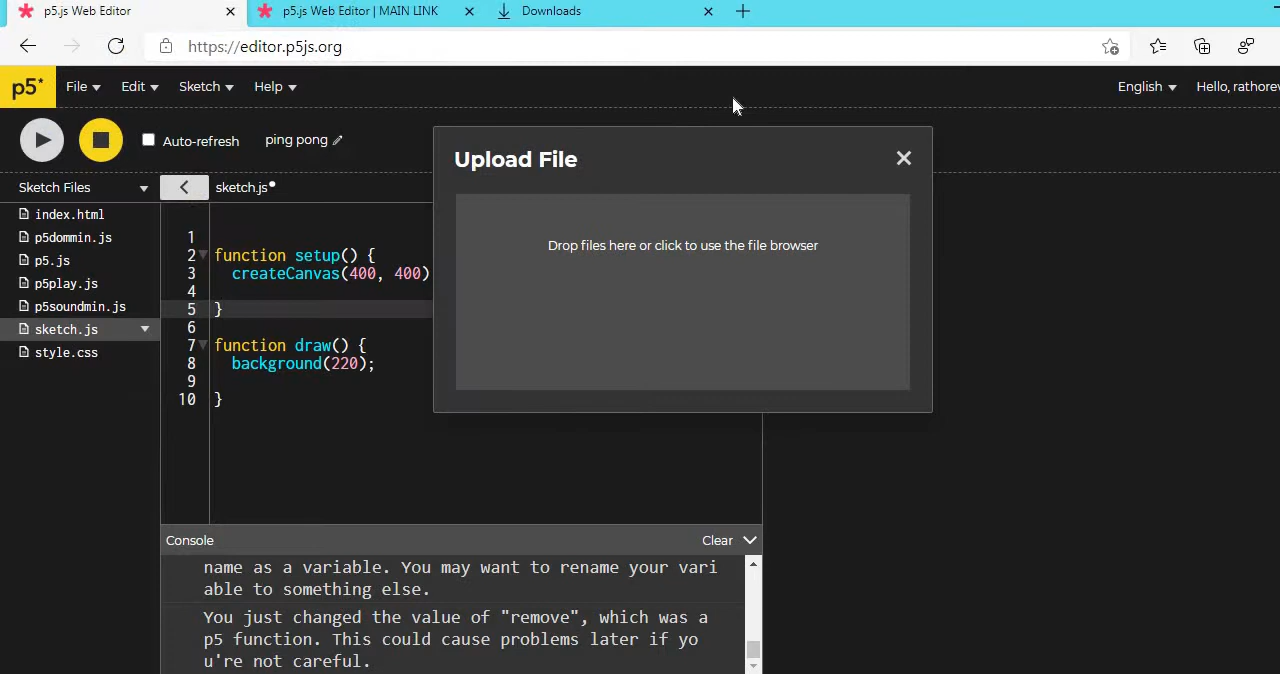 p5.js Web Editor
p5.js Web Editor | MAIN LINK
Downloads
https://editor.p5js.org
p5*
File
Edit
Sketch
Help
English
Hello, rathorev
Auto-refresh
ping pong
Upload File
Drop files here or click to use the file browser
Sketch Files
index.html
p5dommin.js
p5.js
p5play.js
p5soundmin.js
sketch.js
style.css
sketch.js
1
2 function setup() {
3 createCanvas(400, 400)
4
5 }
6
7 function draw() {
8 background(220);
9
10 }
Console
Clear
name as a variable. You may want to rename your vari
able to something else.
You just changed the value of "remove", which was a
p5 function. This could cause problems later if yo
u're not careful.